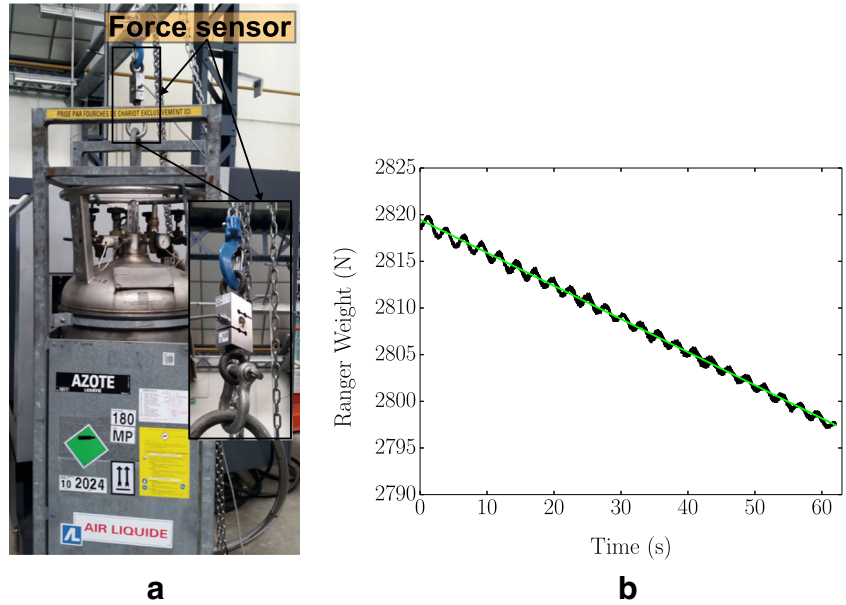 Force sensor
PRISE PAR FOURCHES DE CHARIOT EXCLUSIVEMENT ICI
AZOTE
180
MP
10 2024
AIR LIQUIDE
a
2825
2820
2815
2810
2805
2800
2795
2790
0 10 20 30 40 50 60
Ranger Weight (N)
Time (s)
b